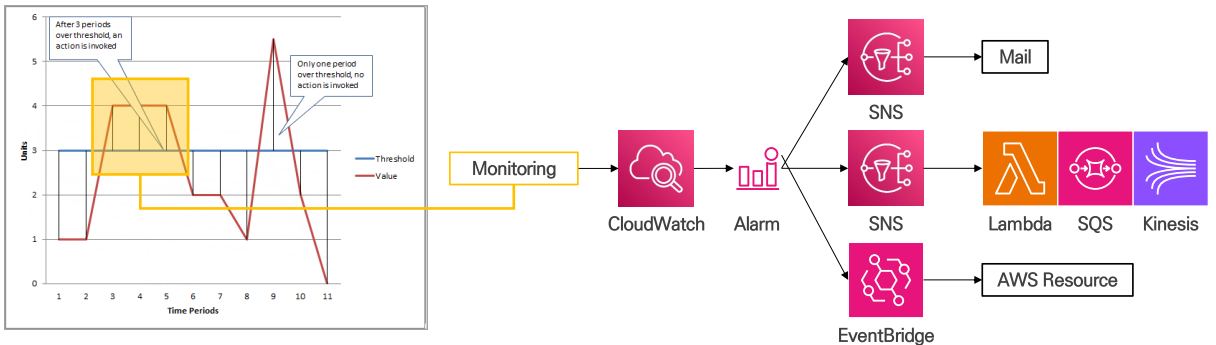 6
After 3 periods
over threshold, an
action is invoked
5
Only one period
over threshold, no
action is invoked
4
3
Units
Threshold
Value
2
1
0
1 2 3 4 5 6 7 8 9 10 11
Time Periods
Monitoring
CloudWatch
Alarm
SNS
Mail
SNS
Lambda
SQS
Kinesis
EventBridge
AWS Resource